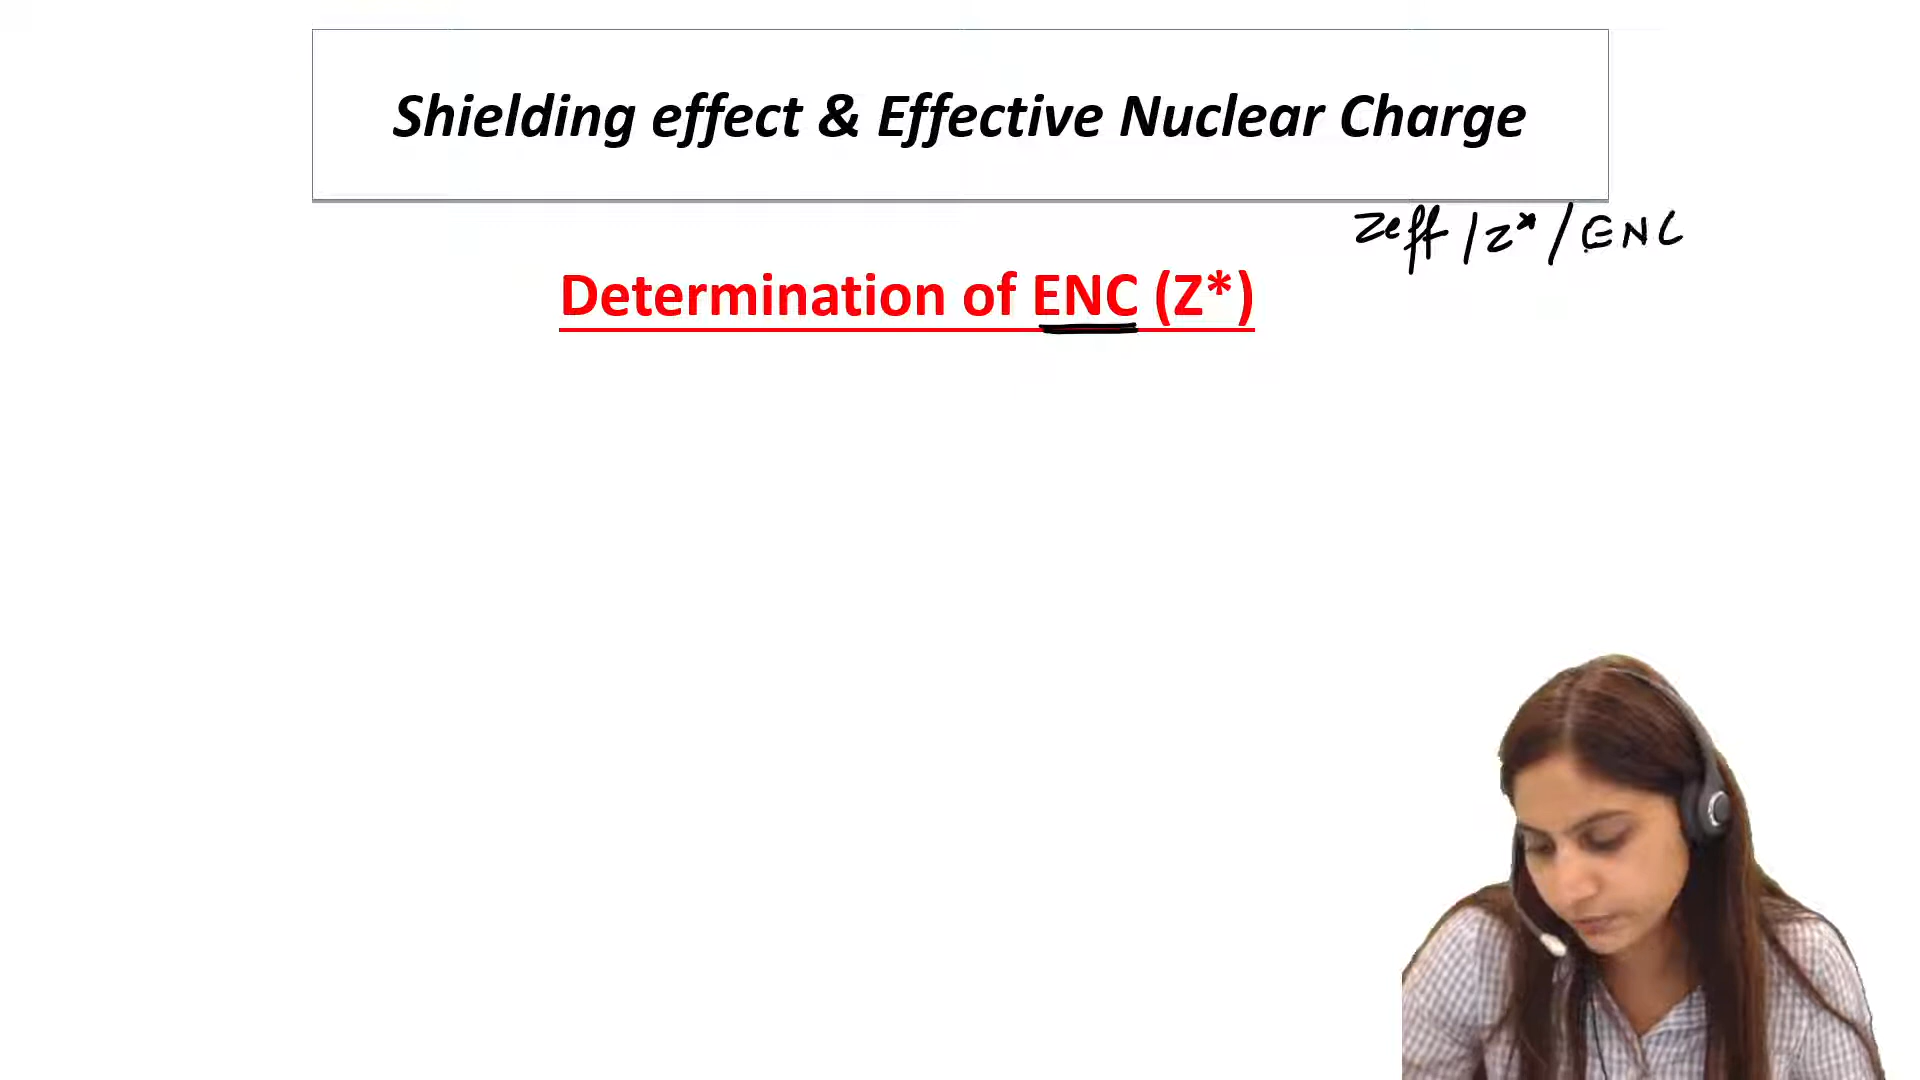 Shielding effect & Effective Nuclear Charge
Zeff / Z* / ENC
Determination of ENC (Z*)